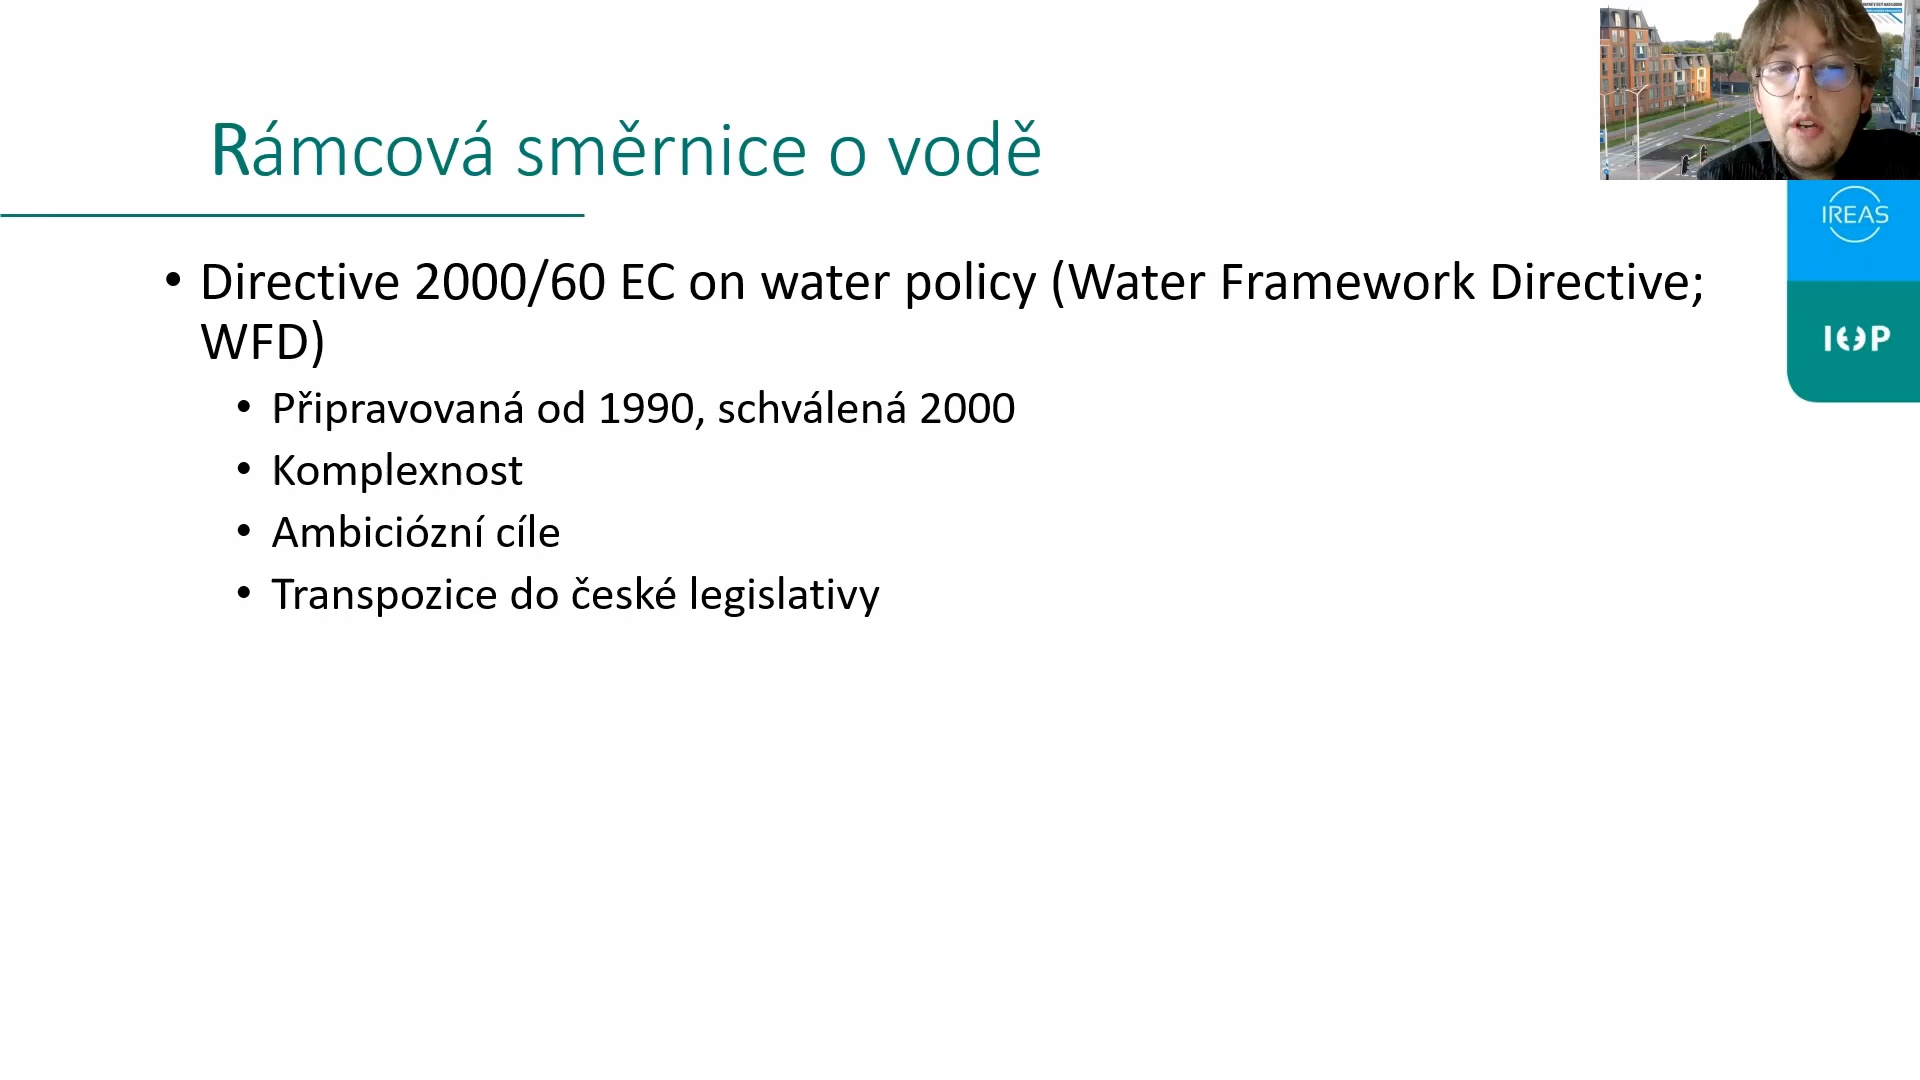 Rámcová směrnice o vodě
• Directive 2000/60 EC on water policy (Water Framework Directive;
WFD)
• Připravovaná od 1990, schválená 2000
• Komplexnost
• Ambiciózní cíle
• Transpozice do české legislativy
IREAS